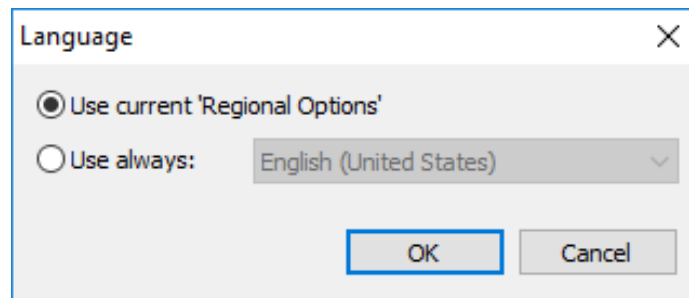 Language
Use current 'Regional Options'
Use always: English (United States)
OK Cancel